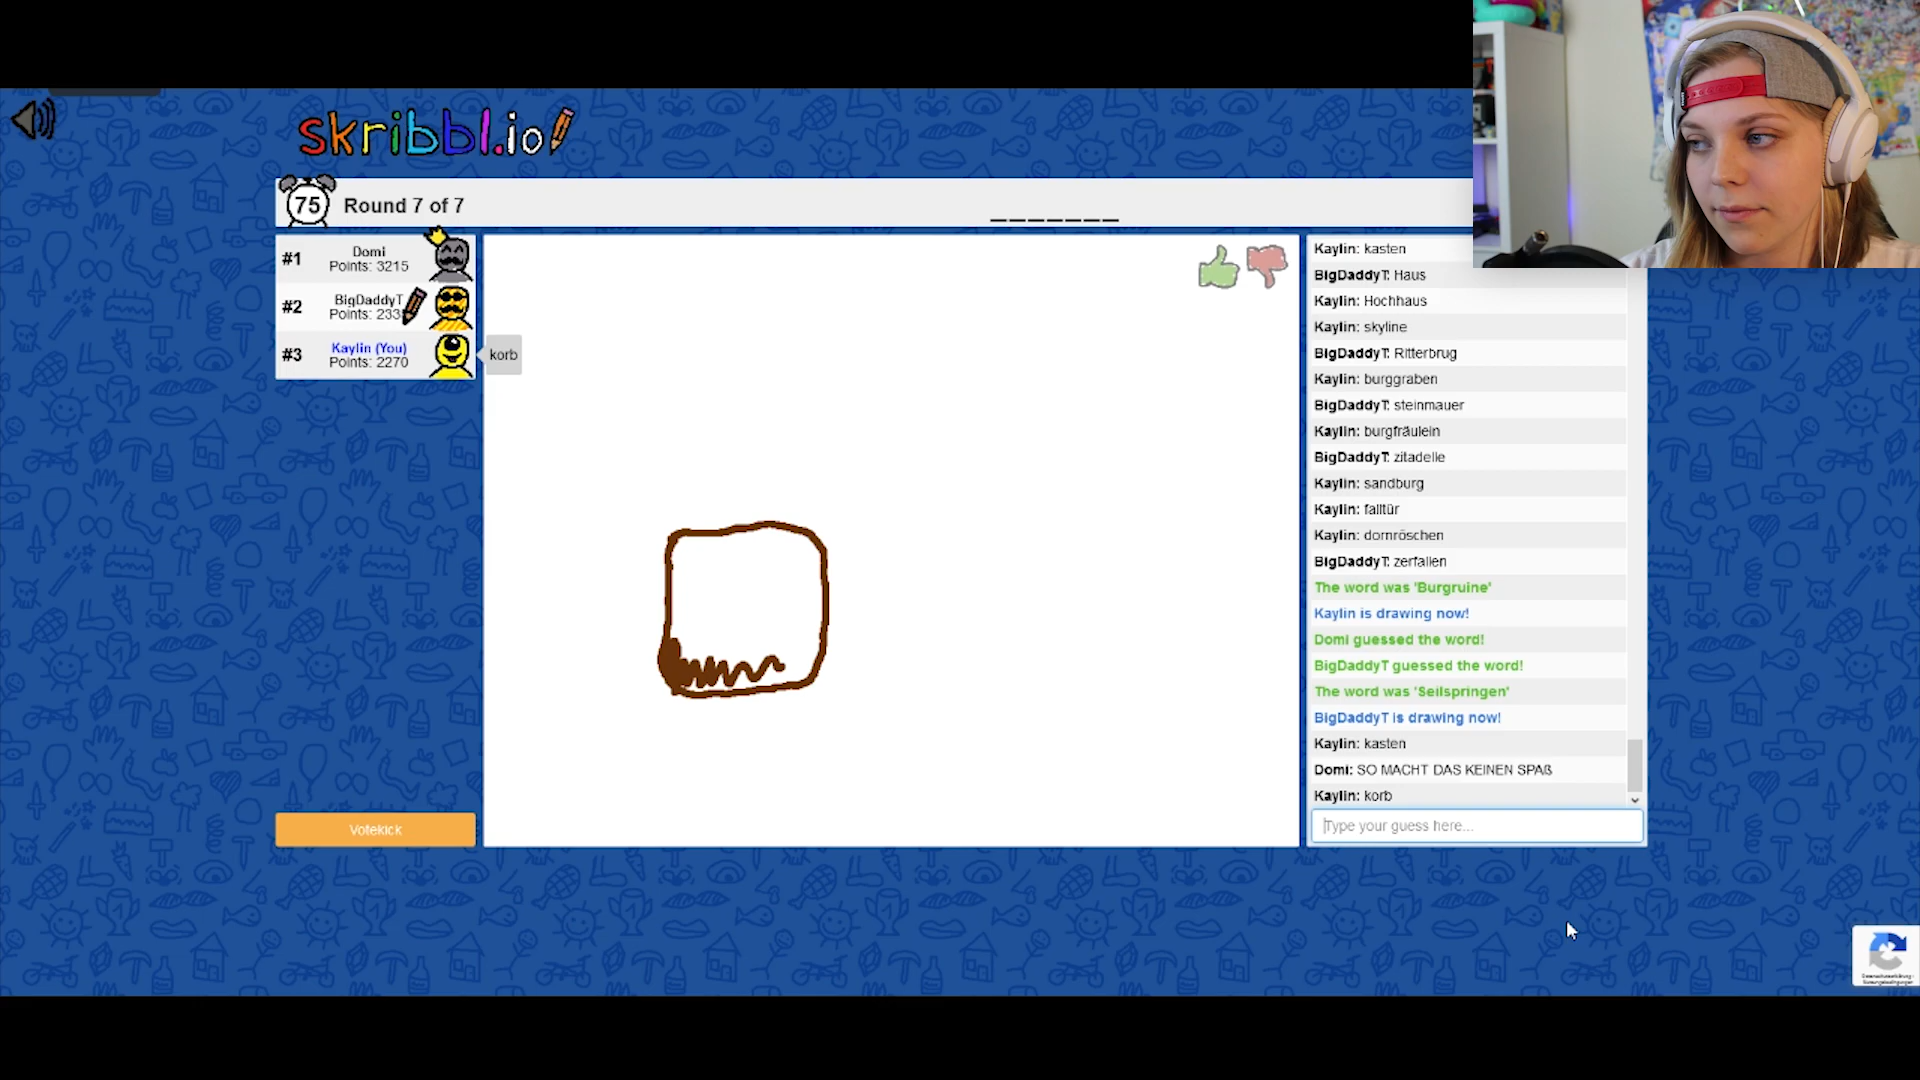 skribbl.io
75
Round 7 of 7
_______
#1
Domi
Points: 3215
#2
BigDaddyT
Points: 233
#3
Kaylin (You)
Points: 2270
korb
Votekick
Kaylin: kasten
BigDaddyT: Haus
Kaylin: Hochhaus
Kaylin: skyline
BigDaddyT: Ritterbrug
Kaylin: burggraben
BigDaddyT: steinmauer
Kaylin: burgfräulein
BigDaddyT: zitadelle
Kaylin: sandburg
Kaylin: falltür
Kaylin: dornröschen
BigDaddyT: zerfallen
The word was 'Burgruine'
Kaylin is drawing now!
Domi guessed the word!
BigDaddyT guessed the word!
The word was 'Seilspringen'
BigDaddyT is drawing now!
Kaylin: kasten
Domi: SO MACHT DAS KEINEN SPAß
Kaylin: korb
Type your guess here...